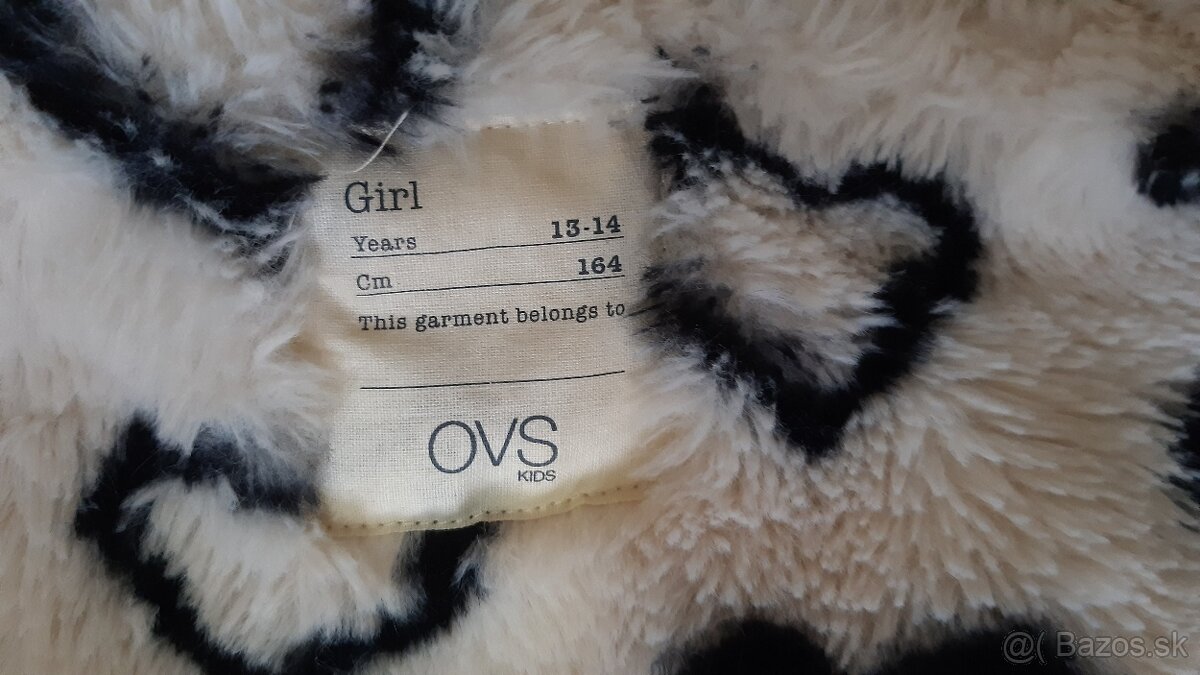 Girl
Years 13-14
Cm 164
This garment belongs to
OVS
KIDS
@( Bazos.sk